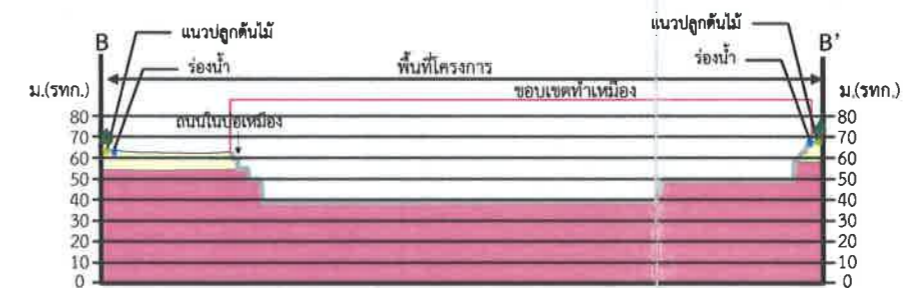 แนวปลูกต้นไม้
แนวปลูกต้นไม้
B
B'
ร่องน้ำ
ร่องน้ำ
พื้นที่โครงการ
ม.(รทก.)
ขอบเขตทำเหมือง
ม.(รทก.)
ถนนในบ่อเหมือง
80
80
70
70
60
60
50
50
40
40
30
30
20
20
10
10
0
0